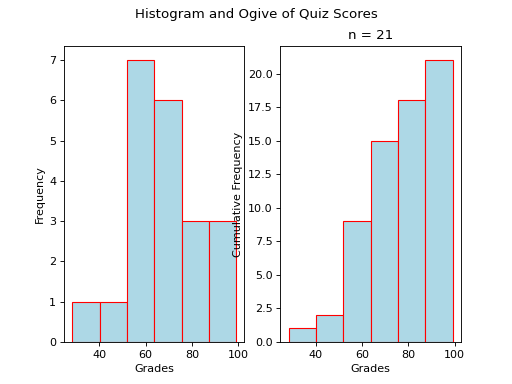 Histogram and Ogive of Quiz Scores
n = 21
Frequency
7
6
5
4
3
2
1
0
40 60 80 100
Grades
Cumulative Frequency
20.0
17.5
15.0
12.5
10.0
7.5
5.0
2.5
0.0
40 60 80 100
Grades